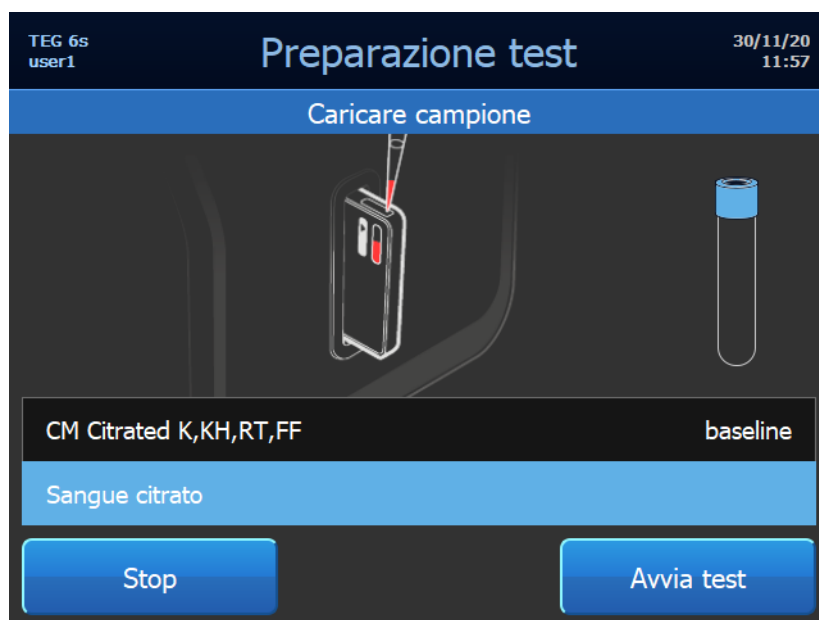 TEG 6s
user1
Preparazione test
30/11/20
11:57
Caricare campione
CM Citrated K,KH,RT,FF
baseline
Sangue citrato
Stop
Avvia test